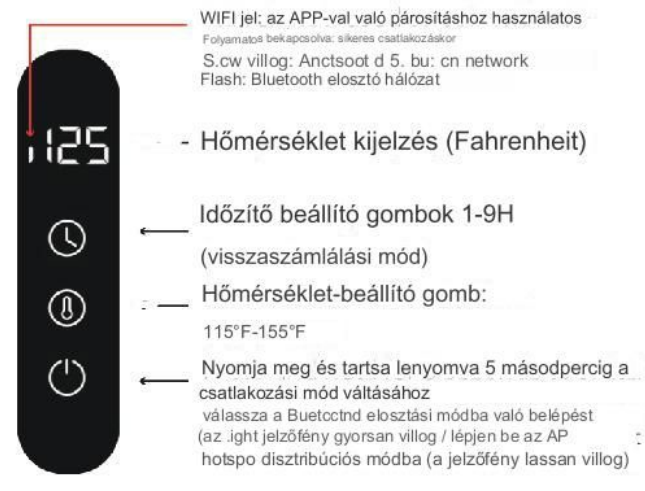 WIFI jel: az APP-val való párosításhoz használatos
Folyamatos bekapcsolva: sikeres csatlakozáskor
S.cw villog: Anctsoot d 5. bu: cn network
Flash: Bluetooth elosztó hálózat
125
- Hőmérséklet kijelzés (Fahrenheit)
Időzítő beállító gombok 1-9H
(visszaszámlálási mód)
Hőmérséklet-beállító gomb:
115°F-155°F
Nyomja meg és tartsa lenyomva 5 másodpercig a
csatlakozási mód váltásához
válassza a Buetcctnd elosztási módba való belépést
(az .ight jelzőfény gyorsan villog / lépjen be az AP
hotspo disztribúciós módba (a jelzőfény lassan villog)